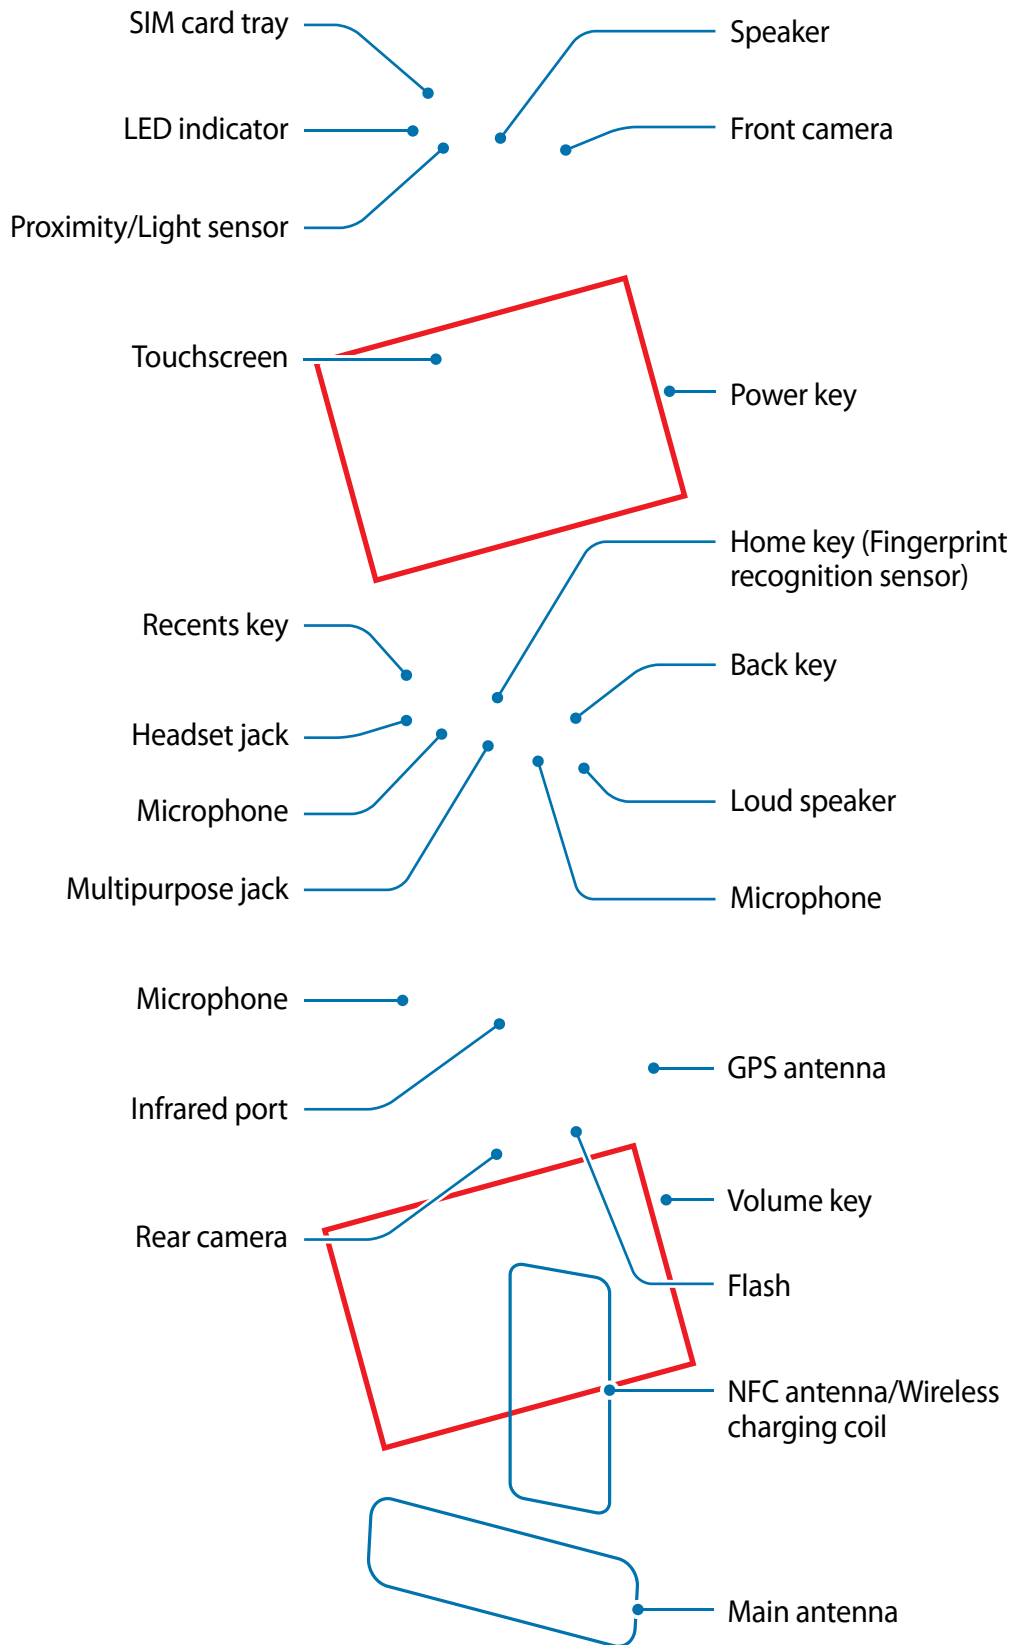 SIM card tray
Speaker
LED indicator
Front camera
Proximity/Light sensor
Touchscreen
Power key
Home key (Fingerprint
recognition sensor)
Recents key
Back key
Headset jack
Loud speaker
Microphone
Multipurpose jack
Microphone
Microphone
GPS antenna
Infrared port
Volume key
Rear camera
Flash
NFC antenna/Wireless
charging coil
Main antenna